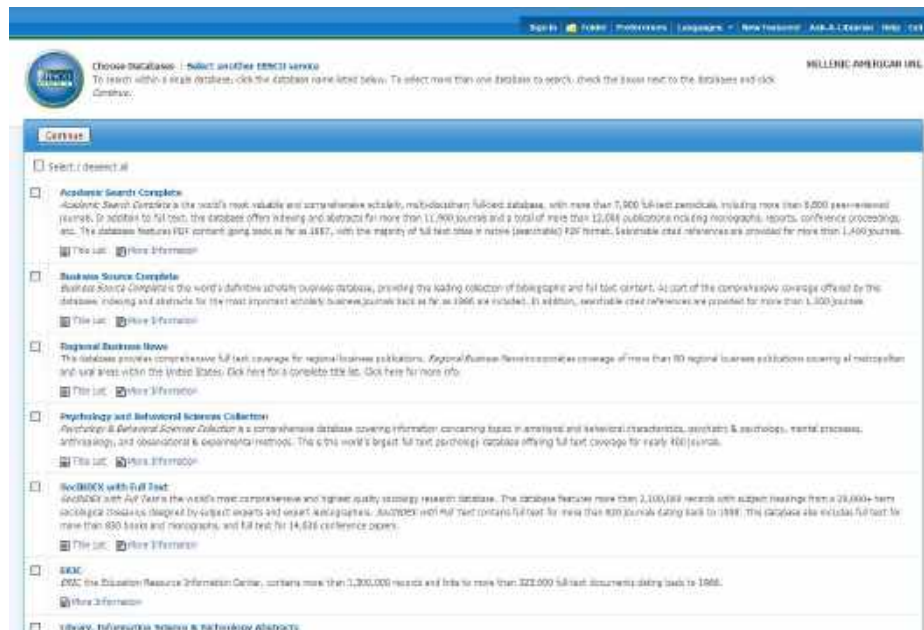 Sign In Folder Preferences Languages New Features! Ask-A-Librarian Help
Choose Databases Select another EBSCO service
To search within a single database, click the database name listed below. To select more than one database to search, check the boxes next to the databases and click
Continue.
HELLENIC AMERICAN UNI
EBSCO
Continue
Select / deselect all
Academic Search Complete
Academic Search Complete is the world's most valuable and comprehensive scholarly, multi-disciplinary full-text database, with more than 7,900 full-text periodicals, including more than 6,800 peer-reviewed
journals. In addition to full text, the database offers indexing and abstracts for more than 11,900 journals and a total of more than 12,000 publications including monographs, reports, conference proceedings,
etc. The database features PDF content going back as far as 1887, with the majority of full text titles in native (searchable) PDF format. Searchable cited references are provided for more than 1,400 journals.
Title List More Information
Business Source Complete
Business Source Complete is the world's definitive scholarly business database, providing the leading collection of bibliographic and full text content. As part of the comprehensive coverage offered by this
database, indexing and abstracts for the most important scholarly business journals back as far as 1886 are included. In addition, searchable cited references are provided for more than 1,300 journals.
Title List More Information
Regional Business News
This database provides comprehensive full text coverage for regional business publications. Regional Business News incorporates coverage of more than 80 regional business publications covering all metropolitan
and rural areas within the United States. Click here for a complete title list. Click here for more info.
Title List More Information
Psychology and Behavioral Sciences Collection
Psychology & Behavioral Sciences Collection is a comprehensive database covering information concerning topics in emotional and behavioral characteristics, psychiatry & psychology, mental processes,
anthropology, and observational & experimental methods. This is the world's largest full text psychology database offering full text coverage for nearly 400 journals.
Title List More Information
SocINDEX with Full Text
SocINDEX with Full Text is the world's most comprehensive and highest quality sociology research database. The database features more than 2,100,000 records with subject headings from a 20,000+ term
sociological thesaurus designed by subject experts and expert lexicographers. SocINDEX with Full Text contains full text for more than 820 journals dating back to 1908. This database also includes full text for
more than 830 books and monographs, and full text for 14,636 conference papers.
Title List More Information
ERIC
ERIC, the Education Resource Information Center, contains more than 1,300,000 records and links to more than 323,000 full-text documents dating back to 1966.
More Information
Library, Information Science & Technology Abstracts